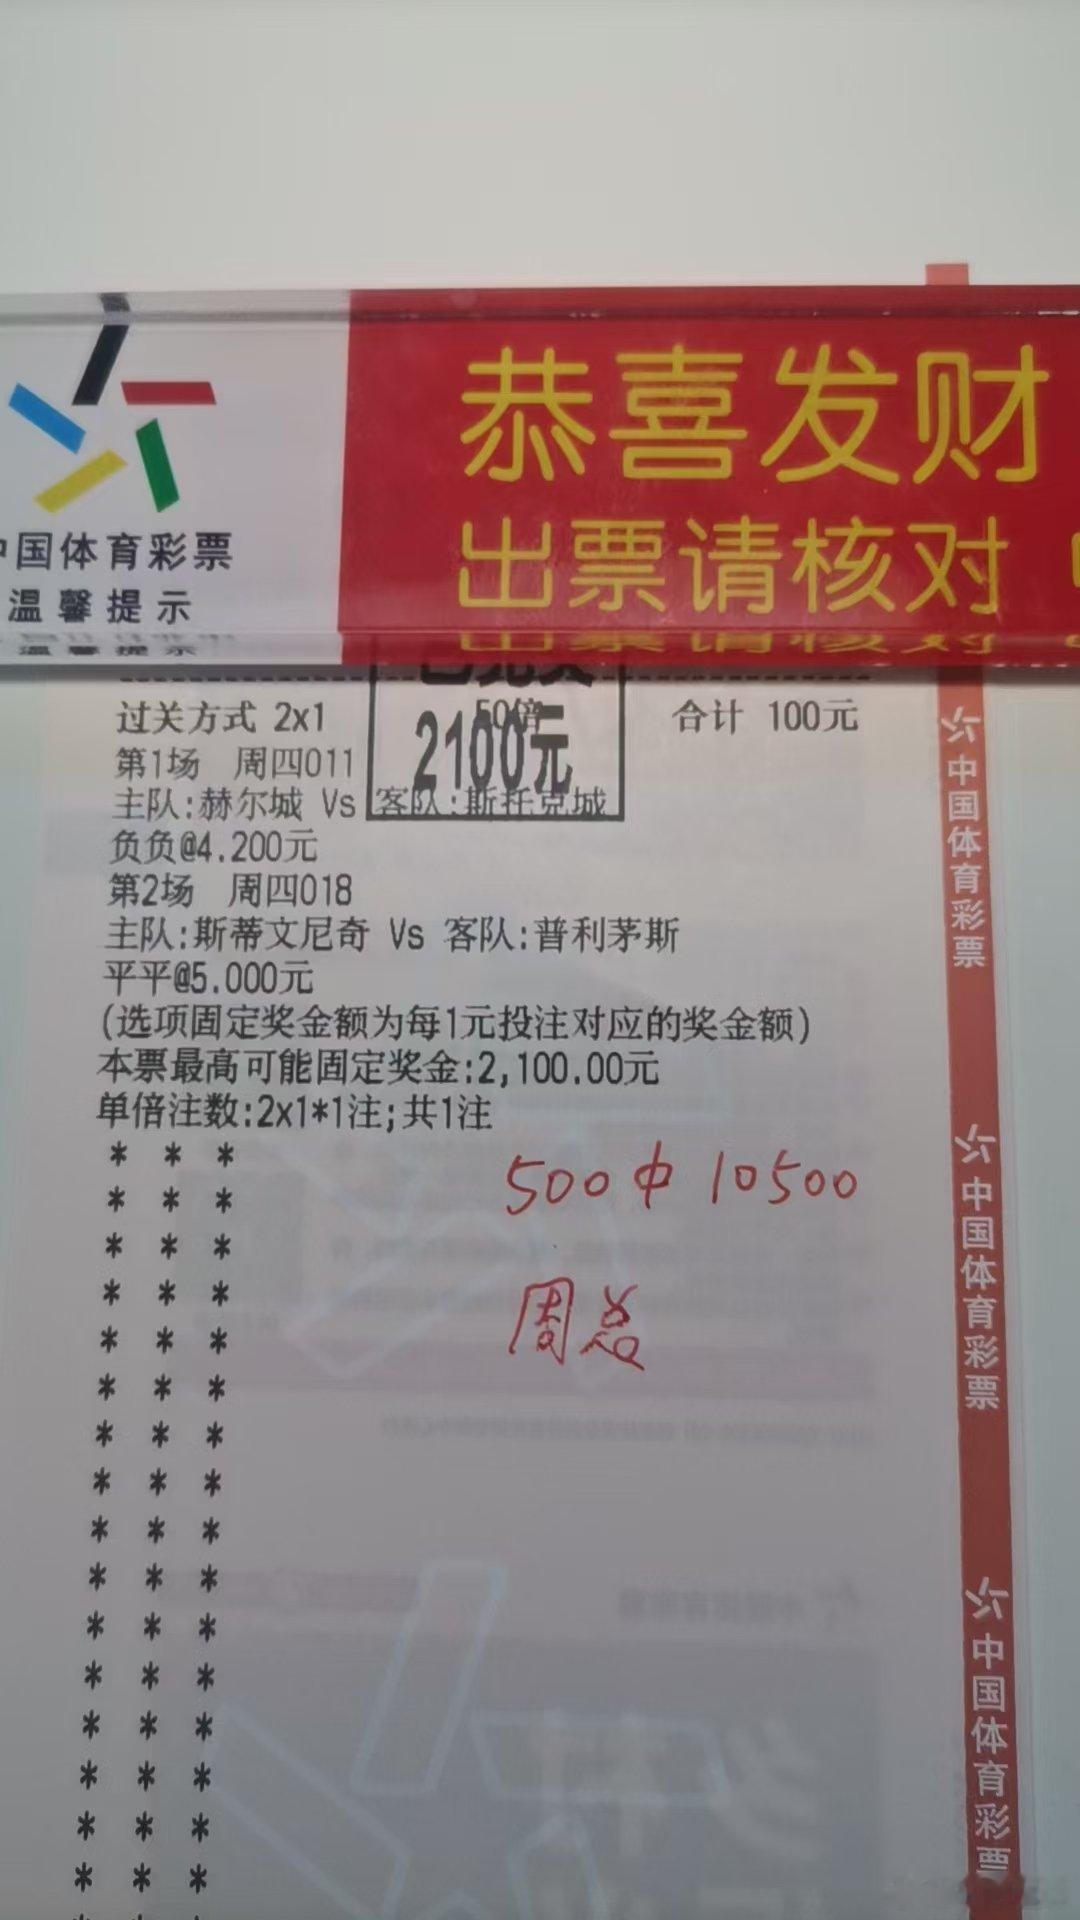 恭喜发财
出票请核对
中国体育彩票
温馨提示
过关方式 2x1 50倍 合计 100元
2100元
第1场 周四011
主队:赫尔城 Vs 客队:斯托克城
负负@4.200元
第2场 周四018
主队:斯蒂文尼奇 Vs 客队:普利茅斯
平平@5.000元
(选项固定奖金额为每1元投注对应的奖金额)
本票最高可能固定奖金:2,100.00元
单倍注数:2x1*1注;共1注
500中10500
周总
中国体育彩票
中国体育彩票
中国体育彩票